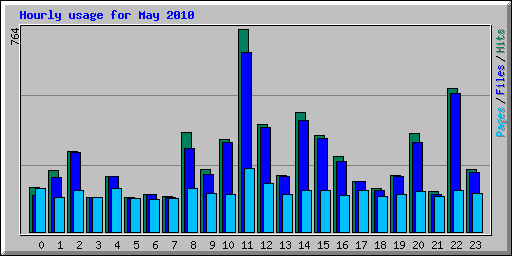 Hourly usage for May 2010
764
Pages / Files / Hits
0 1 2 3 4 5 6 7 8 9 10 11 12 13 14 15 16 17 18 19 20 21 22 23